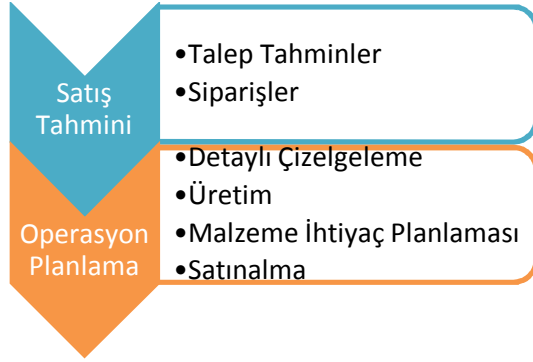 Satış
Tahmini
•Talep Tahminler
•Siparişler
Operasyon
Planlama
•Detaylı Çizelgeleme
•Üretim
•Malzeme İhtiyaç Planlaması
•Satınalma